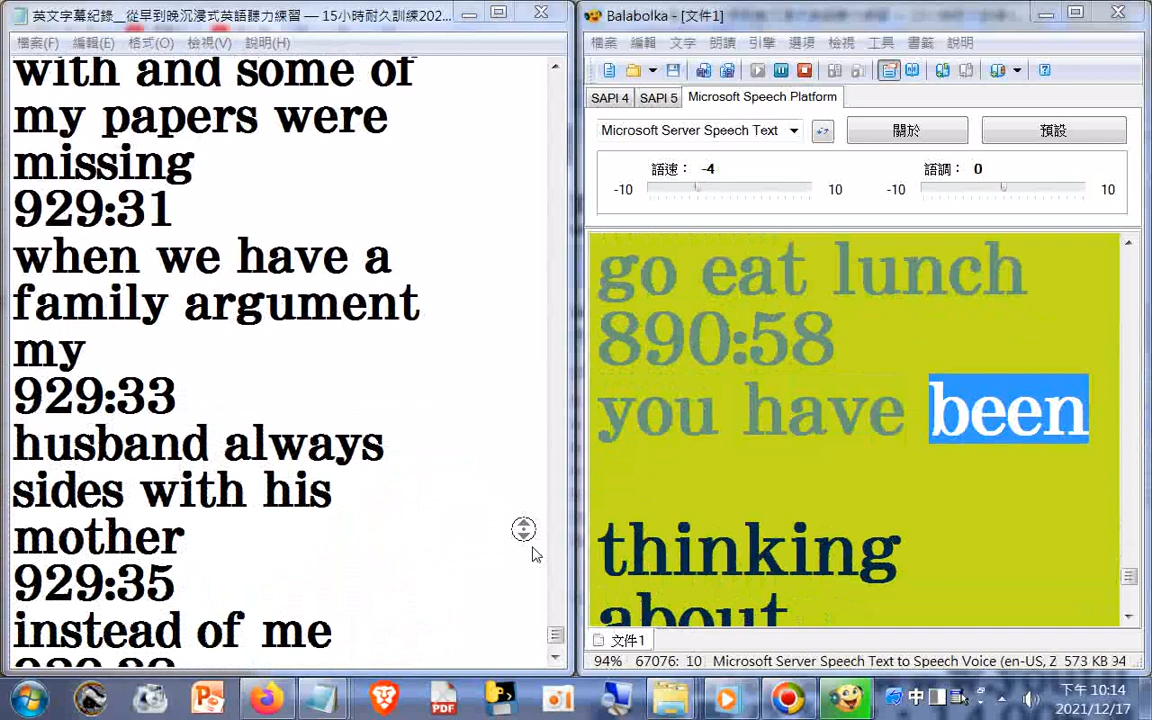 英文字幕紀錄__從早到晚沉浸式英語聽力練習 — 15小時耐久訓練202...
檔案(F) 編輯(E) 格式(O) 檢視(V) 說明(H)
with and some of
my papers were
missing
929:31
when we have a
family argument
my
929:33
husband always
sides with his
mother
929:35
instead of me
Balabolka - [文件1]
檔案 編輯 文字 朗讀 引擎 選項 檢視 工具 書籤 說明
SAPI 4 SAPI 5 Microsoft Speech Platform
Microsoft Server Speech Text 關於 預設
語速： -4 語調： 0
-10 10 -10 10
go eat lunch
890:58
you have been
thinking
about
文件1
94% 67076: 10 Microsoft Server Speech Text to Speech Voice (en-US, Z 573 KB 94
中 下午 10:14
2021/12/17